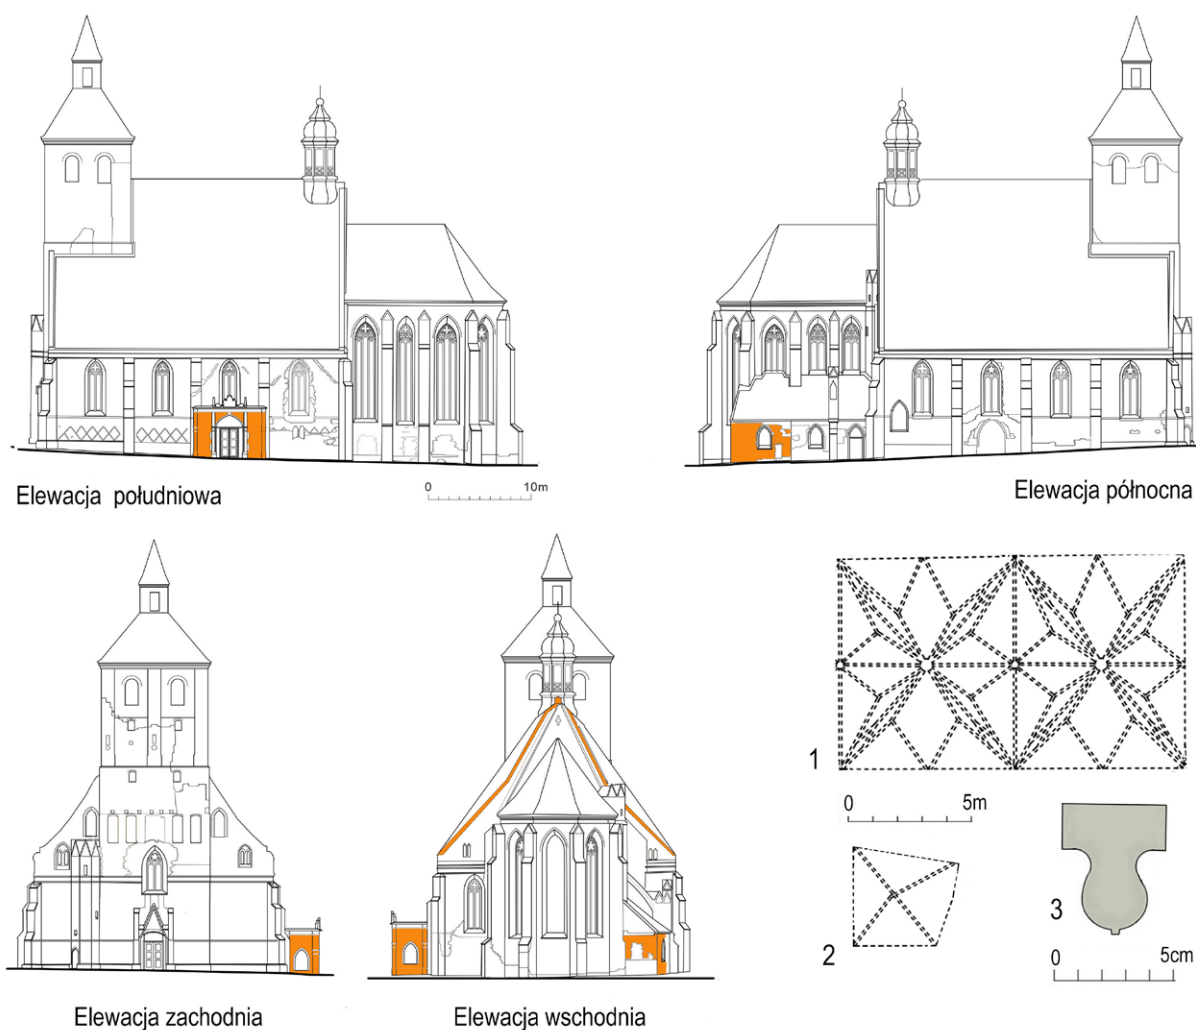 Elewacja południowa
0 10m
Elewacja północna
1
0 5m
2
3
0 5cm
Elewacja zachodnia
Elewacja wschodnia